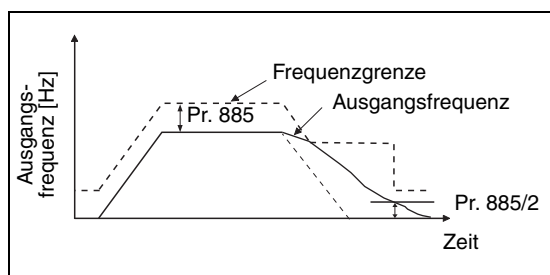 Ausgangs-
frequenz [Hz]
Frequenzgrenze
Pr. 885
Ausgangsfrequenz
Pr. 885/2
Zeit